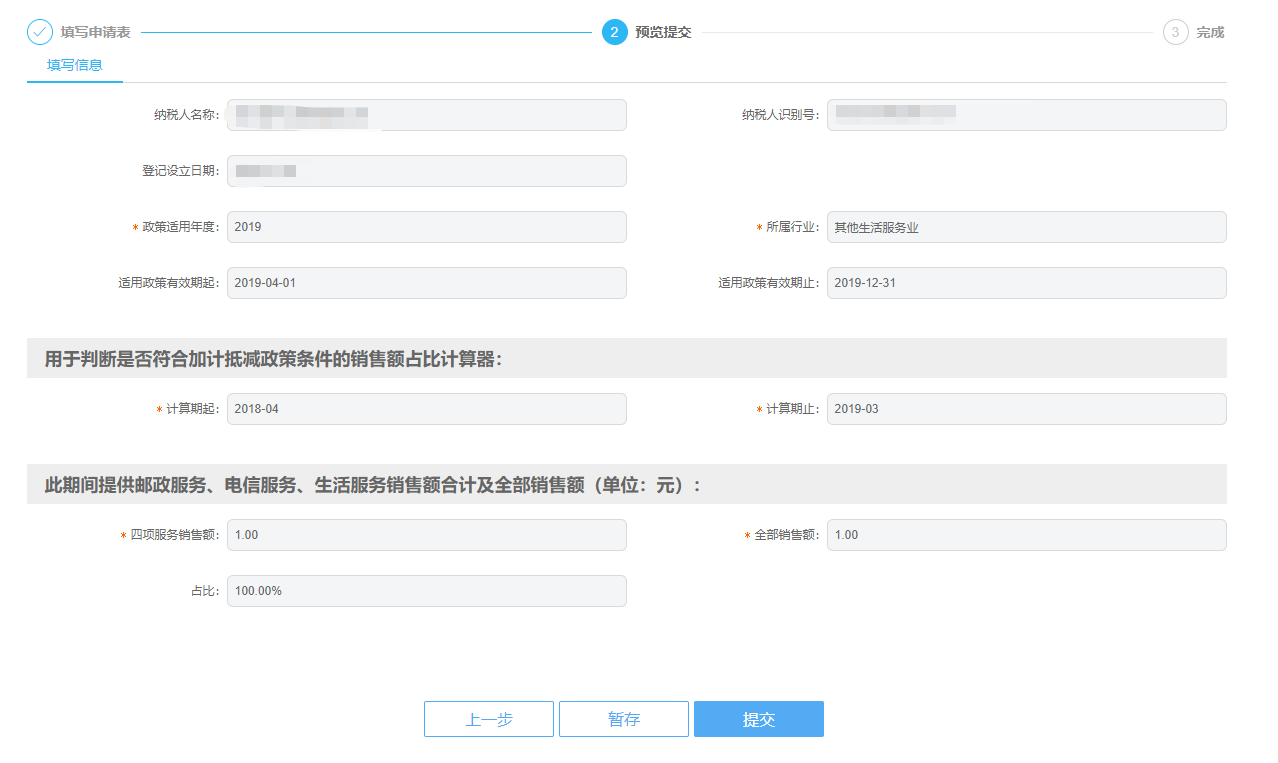 填写申请表 2 预览提交 3 完成
填写信息
纳税人名称: 纳税人识别号:
登记设立日期:
* 政策适用年度: 2019 * 所属行业: 其他生活服务业
适用政策有效期起: 2019-04-01 适用政策有效期止: 2019-12-31
用于判断是否符合加计抵减政策条件的销售额占比计算器:
* 计算期起: 2018-04 * 计算期止: 2019-03
此期间提供邮政服务、电信服务、生活服务销售额合计及全部销售额（单位：元）:
* 四项服务销售额: 1.00 * 全部销售额: 1.00
占比: 100.00%
上一步 暂存 提交